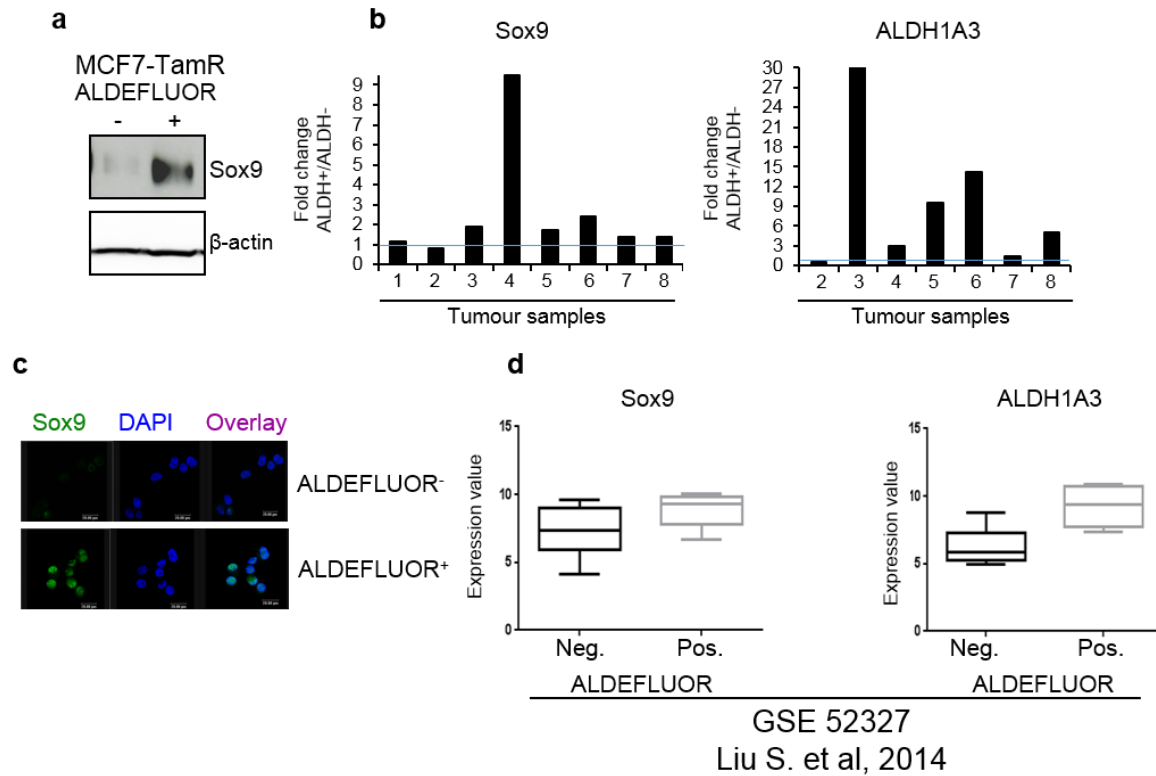 a
MCF7-TamR
ALDEFLUOR
- +
Sox9
β-actin
b
Sox9
Fold change
ALDH+/ALDH-
9
8
7
6
5
4
3
2
1
0
1 2 3 4 5 6 7 8
Tumour samples
ALDH1A3
Fold change
ALDH+/ALDH-
30
27
24
21
18
15
9
6
3
0
2 3 4 5 6 7 8
Tumour samples
c
Sox9 DAPI Overlay
ALDEFLUOR-
ALDEFLUOR+
d
Sox9
Expression value
15
10
5
0
Neg. Pos.
ALDEFLUOR
ALDH1A3
Expression value
15
10
5
0
Neg. Pos.
ALDEFLUOR
GSE 52327
Liu S. et al, 2014